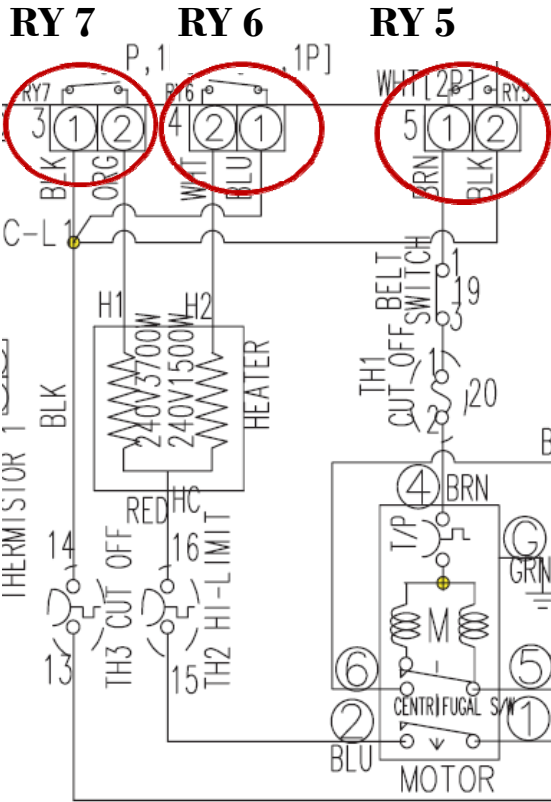 RY 7 RY 6 RY 5
P,1 ,1P] WHT[2P]
RY7 RY6 RY5
3 1 2 4 2 1 5 1 2
BLK ORG WHT BLU BRN BLK
C-L1
BELT SWITCH
1
19
3
H1 H2
240V3700W
240V1500W
HEATER
TH1 CUT OFF
1
20
2
BLK
THERMISTOR 1
4 BRN
RED HC
T/P
G
GRN
14 16
TH3 CUT OFF
TH2 HI-LIMIT
M
13 15
6 5
CENTRIFUGAL S/W
2 1
BLU
MOTOR